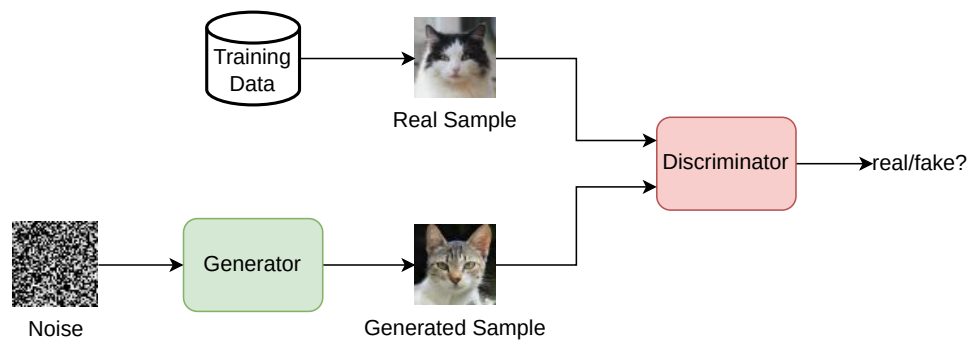 Training
Data
Real Sample
Discriminator
real/fake?
Generator
Noise
Generated Sample